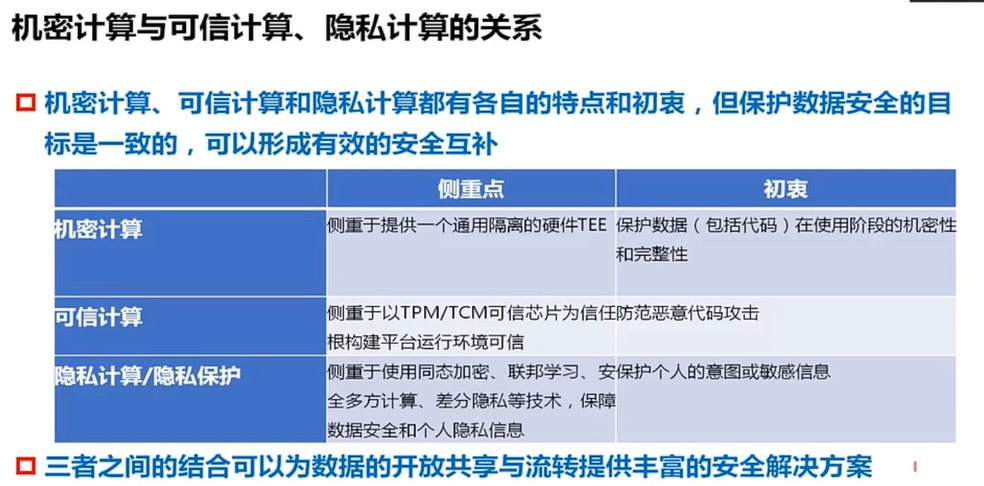 机密计算与可信计算、隐私计算的关系
机密计算、可信计算和隐私计算都有各自的特点和初衷，但保护数据安全的目
标是一致的，可以形成有效的安全互补
侧重点
初衷
机密计算
侧重于提供一个通用隔离的硬件TEE
保护数据（包括代码）在使用阶段的机密性
和完整性
可信计算
侧重于以TPM/TCM可信芯片为信任
根构建平台运行环境可信
防范恶意代码攻击
隐私计算/隐私保护
侧重于使用同态加密、联邦学习、安
全多方计算、差分隐私等技术，保障
数据安全和个人隐私信息
保护个人的意图或敏感信息
三者之间的结合可以为数据的开放共享与流转提供丰富的安全解决方案